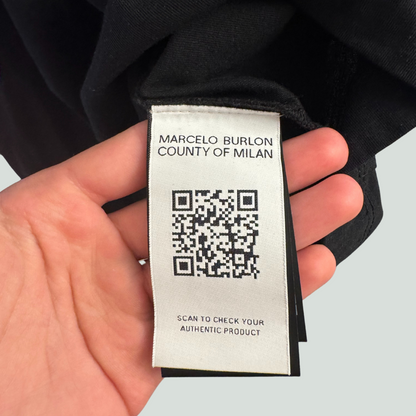 MARCELO BURLON
COUNTY OF MILAN
SCAN TO CHECK YOUR
AUTHENTIC PRODUCT